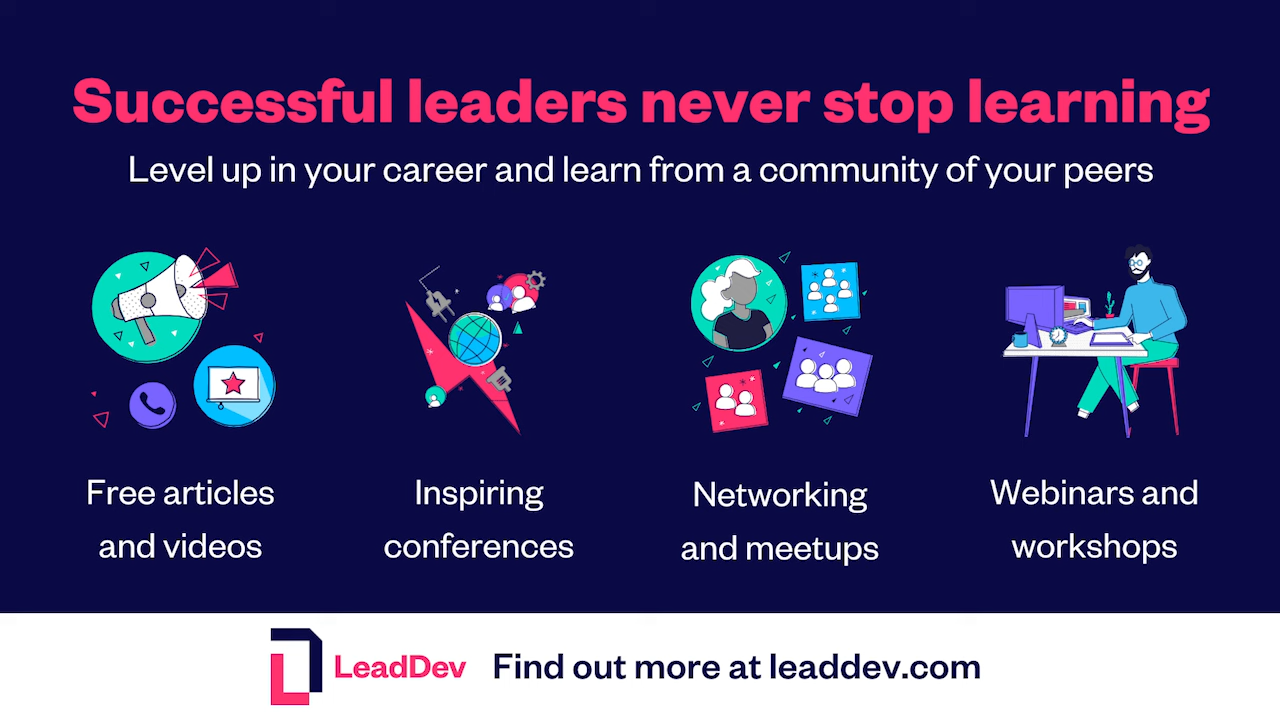 Successful leaders never stop learning
Level up in your career and learn from a community of your peers
Free articles
and videos
Inspiring
conferences
Networking
and meetups
Webinars and
workshops
LeadDev
Find out more at leaddev.com